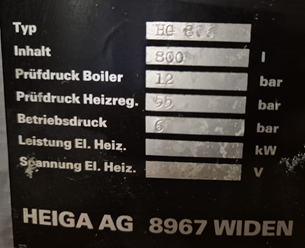 Typ HG
Inhalt 800 l
Prüfdruck Boiler 12 bar
Prüfdruck Heizreg. bar
Betriebsdruck 6 bar
Leistung El. Heiz. kW
Spannung El. Heiz. V
HEIGA AG 8967 WIDEN